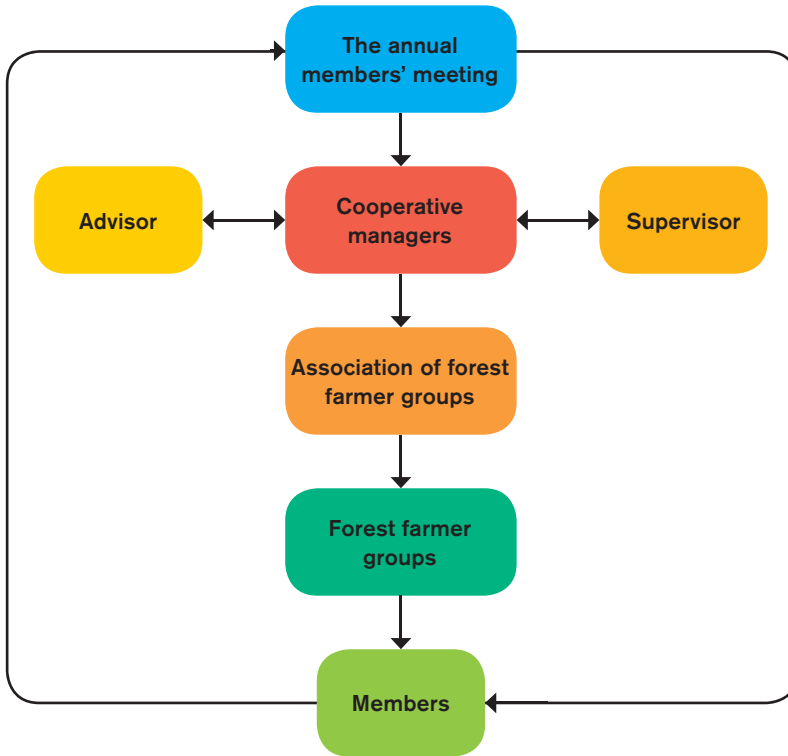 The annual
members’ meeting
Advisor
Cooperative
managers
Supervisor
Association of forest
farmer groups
Forest farmer
groups
Members